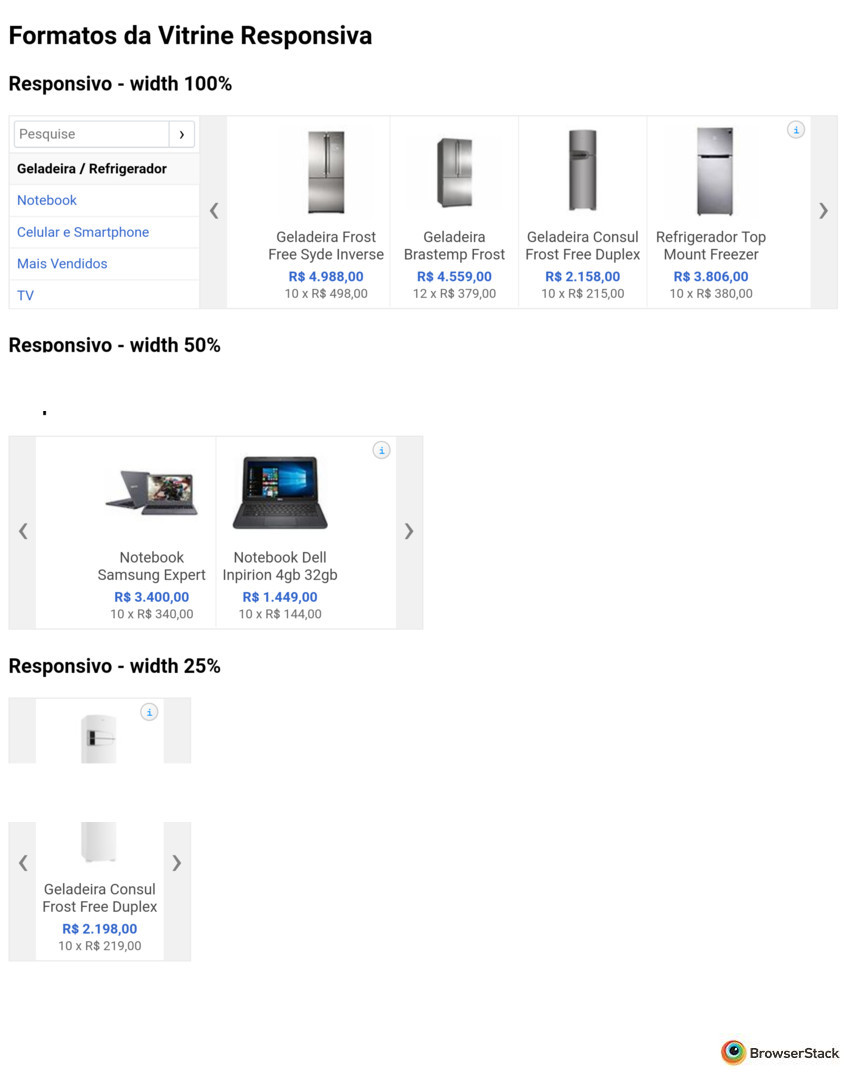 Formatos da Vitrine Responsiva
Responsivo - width 100%
Pesquise
Geladeira / Refrigerador
Notebook
Celular e Smartphone
Mais Vendidos
TV
Geladeira Frost
Free Syde Inverse
R$ 4.988,00
10 x R$ 498,00
Geladeira
Brastemp Frost
R$ 4.559,00
12 x R$ 379,00
Geladeira Consul
Frost Free Duplex
R$ 2.158,00
10 x R$ 215,00
Refrigerador Top
Mount Freezer
R$ 3.806,00
10 x R$ 380,00
i
Responsivo - width 50%
i
Notebook
Samsung Expert
R$ 3.400,00
10 x R$ 340,00
Notebook Dell
Inpirion 4gb 32gb
R$ 1.449,00
10 x R$ 144,00
Responsivo - width 25%
i
Geladeira Consul
Frost Free Duplex
R$ 2.198,00
10 x R$ 219,00
BrowserStack